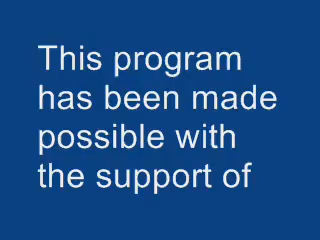 This program
has been made
possible with
the support of